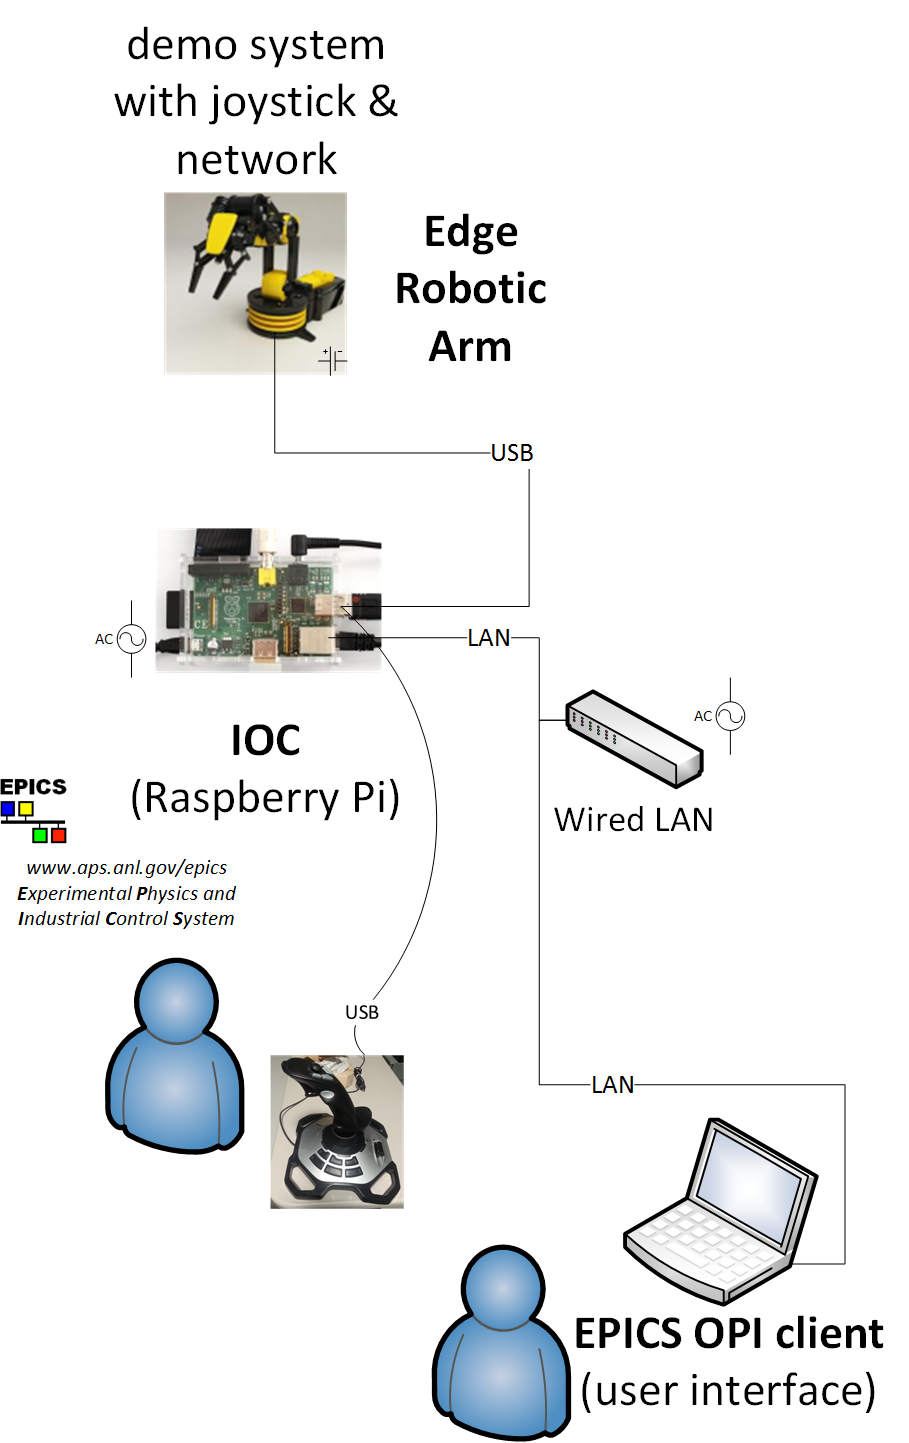 demo system
with joystick &
network
Edge
Robotic
Arm
+ -
USB
AC
LAN
AC
IOC
(Raspberry Pi)
Wired LAN
EPICS
www.aps.anl.gov/epics
Experimental Physics and
Industrial Control System
USB
LAN
EPICS OPI client
(user interface)